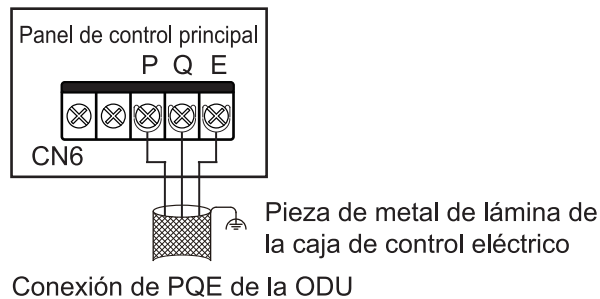 Panel de control principal
P Q E
CN6
Pieza de metal de lámina de
la caja de control eléctrico
Conexión de PQE de la ODU